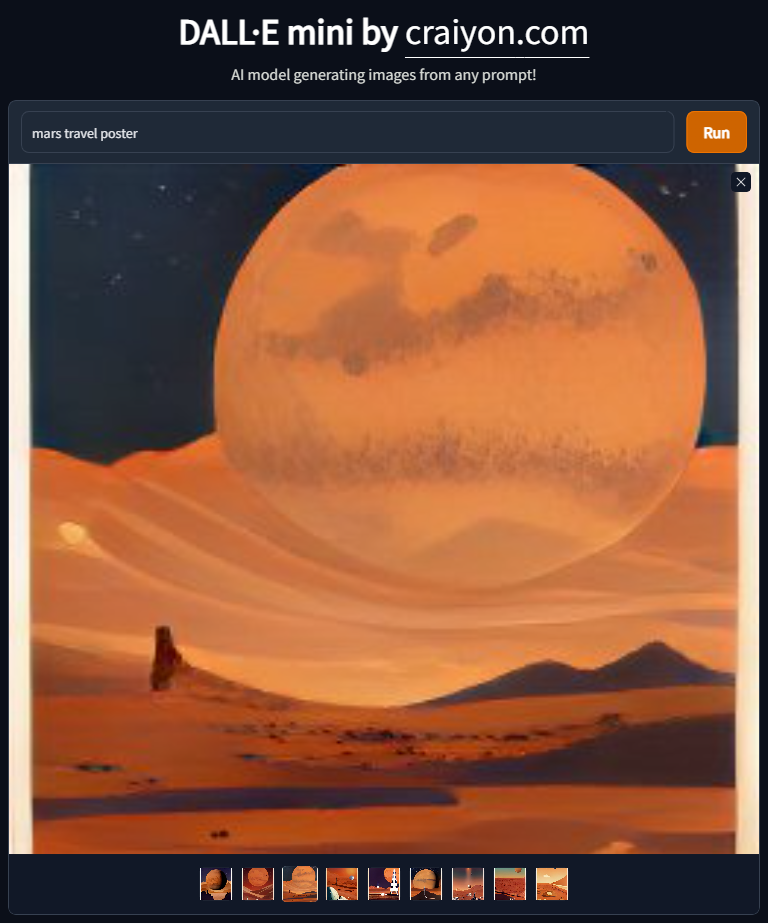 DALL·E mini by craiyon.com
AI model generating images from any prompt!
mars travel poster
Run